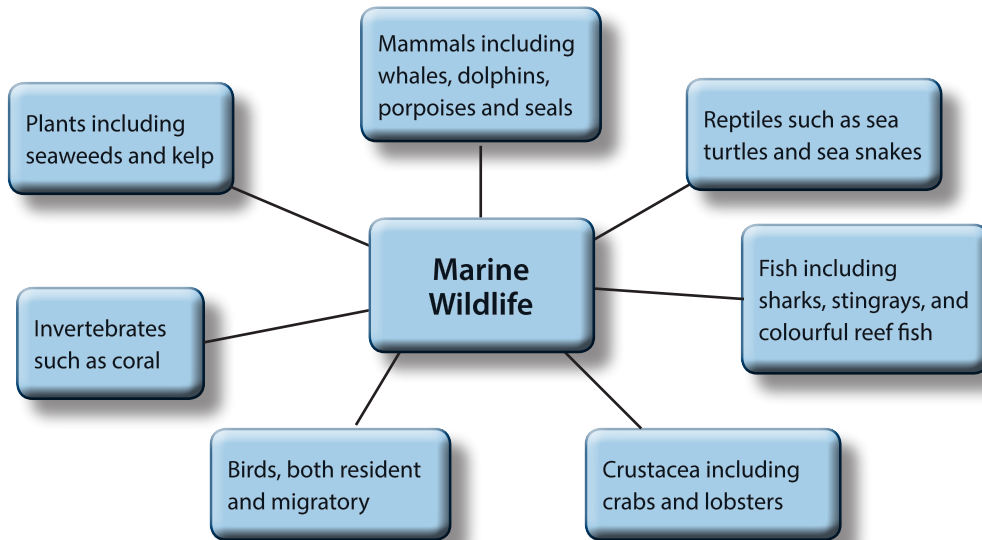 Mammals including
whales, dolphins,
porpoises and seals
Plants including
seaweeds and kelp
Reptiles such as sea
turtles and sea snakes
Marine
Wildlife
Fish including
sharks, stingrays, and
colourful reef fish
Invertebrates
such as coral
Birds, both resident
and migratory
Crustacea including
crabs and lobsters